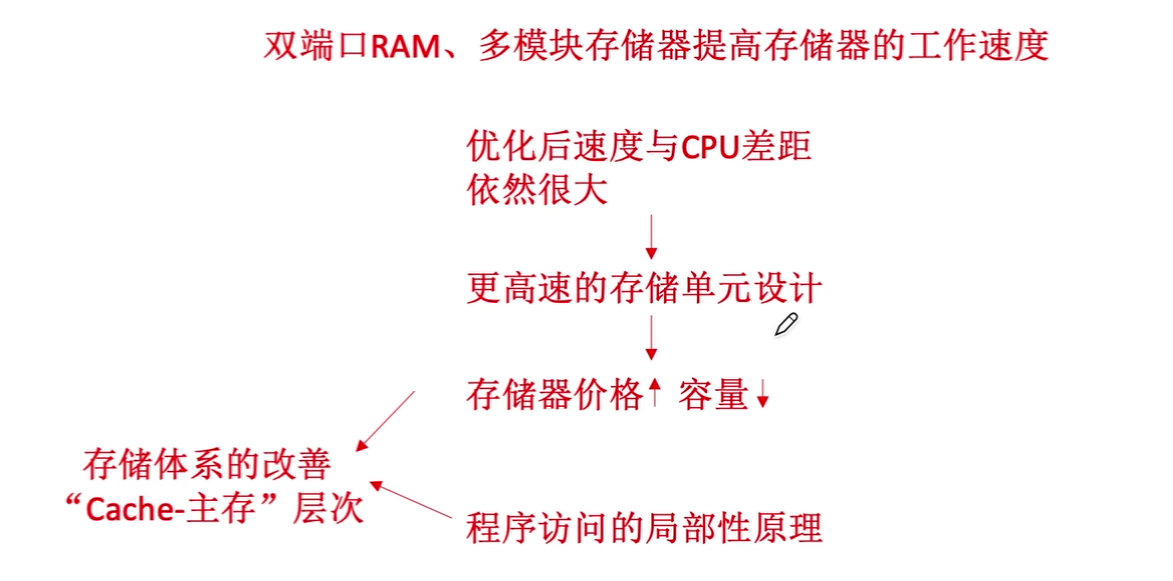 双端口RAM、多模块存储器提高存储器的工作速度
优化后速度与CPU差距
依然很大
更高速的存储单元设计
存储器价格↑ 容量↓
存储体系的改善
“Cache-主存”层次
程序访问的局部性原理